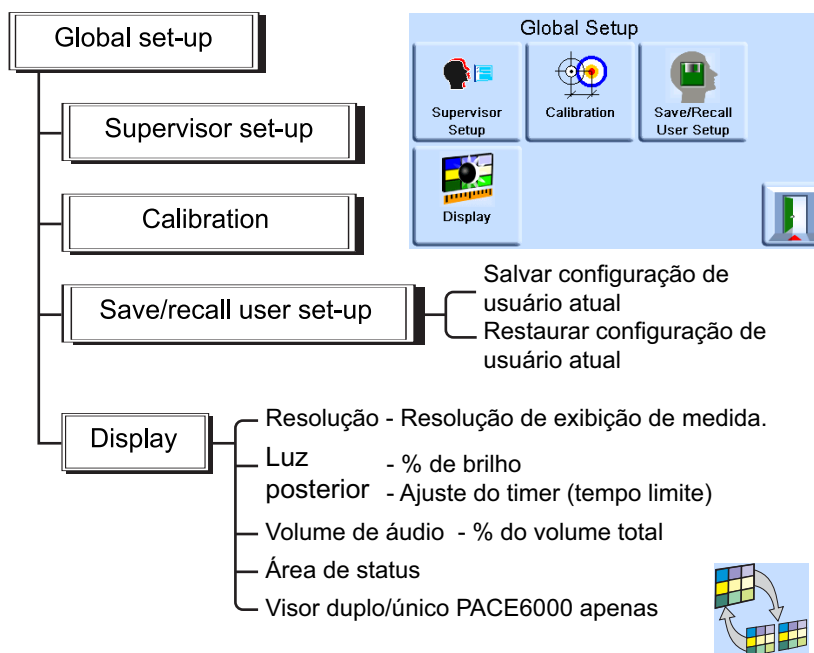 Global set-up
Global Setup
Supervisor
Setup
Calibration
Save/Recall
User Setup
Display
Supervisor set-up
Calibration
Save/recall user set-up
Salvar configuração de
usuário atual
Restaurar configuração de
usuário atual
Display
Resolução - Resolução de exibição de medida.
Luz
posterior
- % de brilho
- Ajuste do timer (tempo limite)
Volume de áudio - % do volume total
Área de status
Visor duplo/único PACE6000 apenas